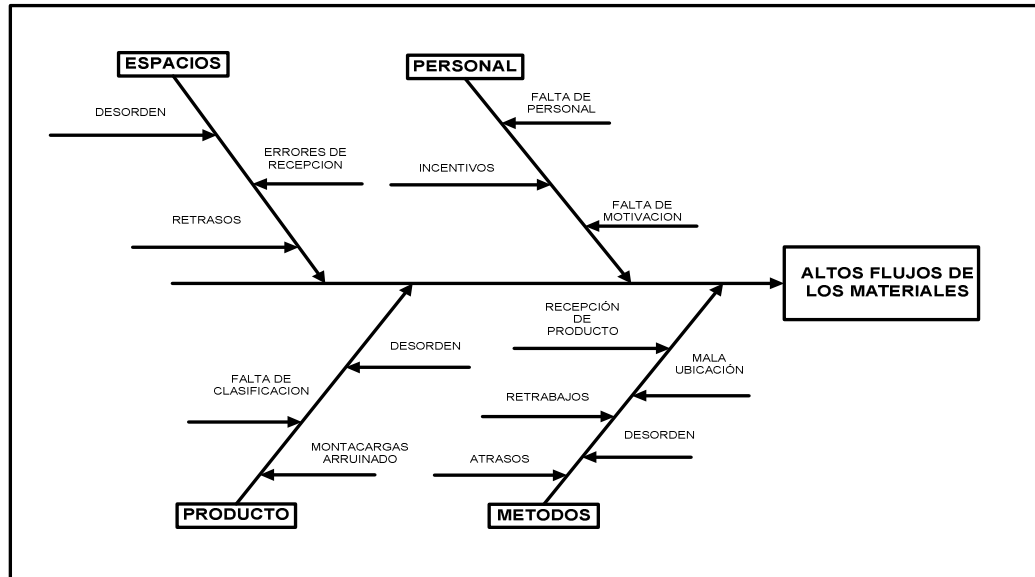 ESPACIOS
PERSONAL
DESORDEN
ERRORES DE
RECEPCION
RETRASOS
FALTA DE
PERSONAL
INCENTIVOS
FALTA DE
MOTIVACION
ALTOS FLUJOS DE
LOS MATERIALES
DESORDEN
FALTA DE
CLASIFICACION
MONTACARGAS
ARRUINADO
PRODUCTO
RECEPCIÓN
DE
PRODUCTO
MALA
UBICACIÓN
RETRABAJOS
DESORDEN
ATRASOS
METODOS